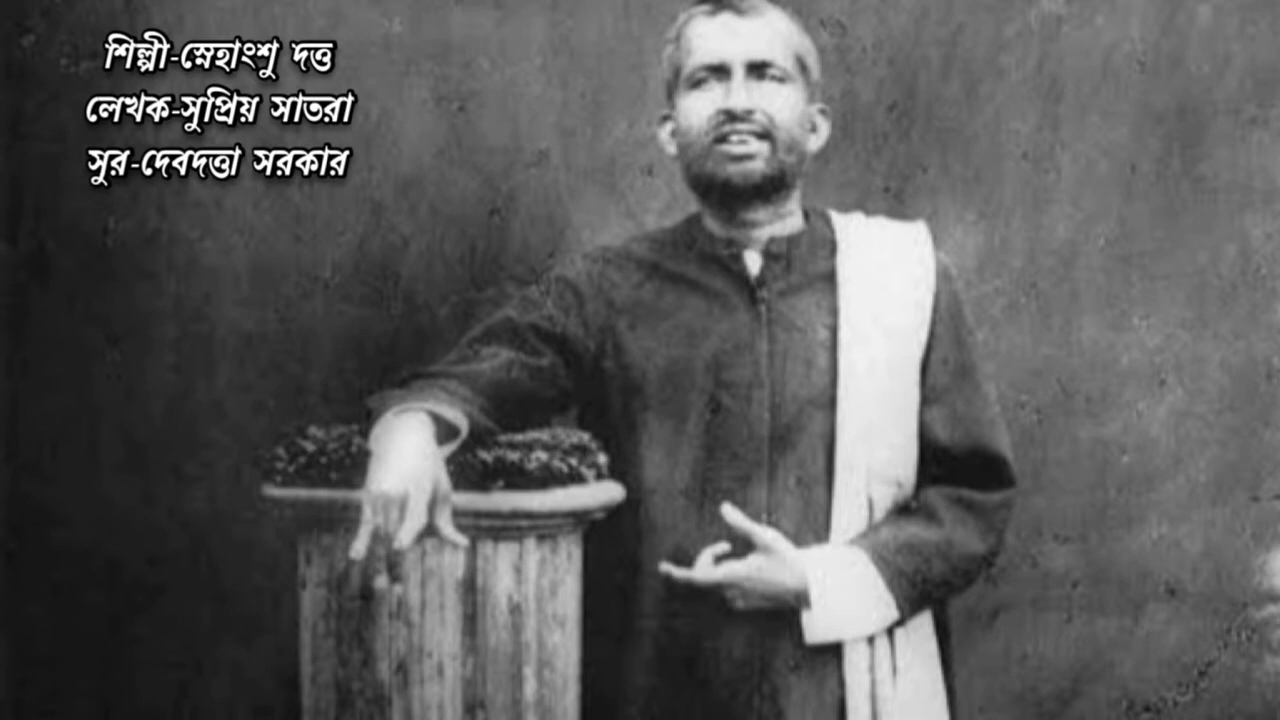 শিল্পী-স্নেহাংশু দত্ত
লেখক-সুপ্রিয় সাতরা
সুর-দেবদত্তা সরকার